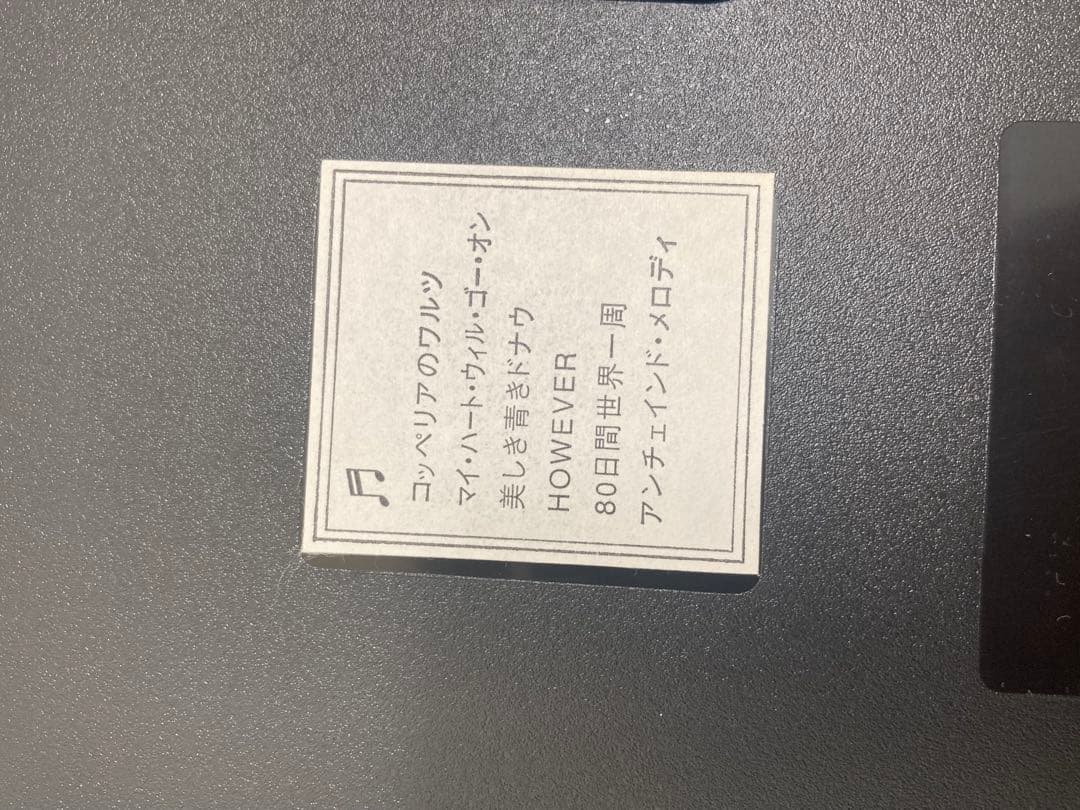 コッペリアのワルツ
マイ・ハート・ウィル・ゴー・オン
美しき青きドナウ
HOWEVER
80日間世界一周
アンチェインド・メロディ